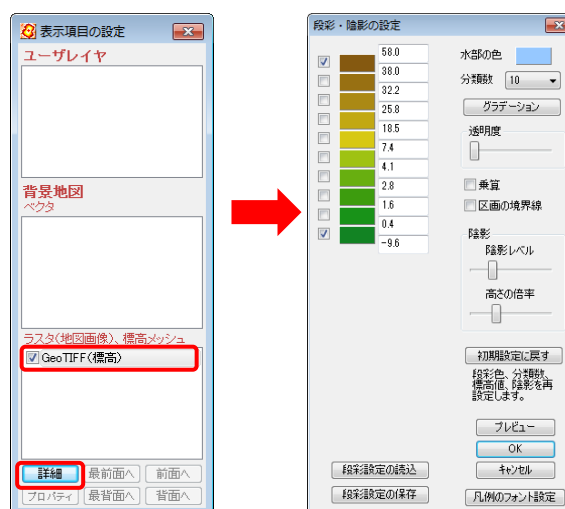 表示項目の設定
ユーザレイヤ
背景地図
ベクタ
ラスタ(地図画像)、標高メッシュ
GeoTIFF(標高)
詳細
最前面へ
前面へ
プロパティ
最背面へ
背面へ
段彩・陰影の設定
58.0
38.0
32.2
25.8
18.5
7.4
4.1
2.8
1.6
0.4
-9.6
水部の色
分類数
10
グラデーション
透明度
乗算
区画の境界線
陰影
陰影レベル
高さの倍率
初期設定に戻す
段彩色、分類数、
標高値、陰影を再
設定します。
プレビュー
OK
キャンセル
段彩設定の読込
段彩設定の保存
凡例のフォント設定